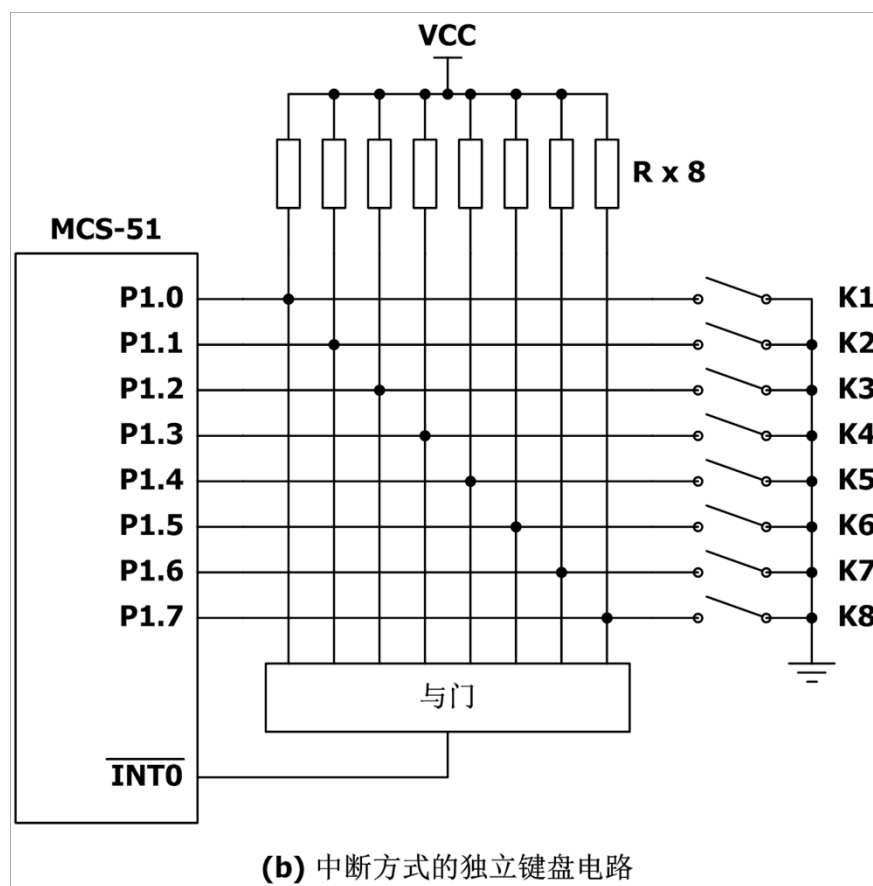 VCC
R x 8
MCS-51
P1.0 K1
P1.1 K2
P1.2 K3
P1.3 K4
P1.4 K5
P1.5 K6
P1.6 K7
P1.7 K8
与门
INT0
(b) 中断方式的独立键盘电路